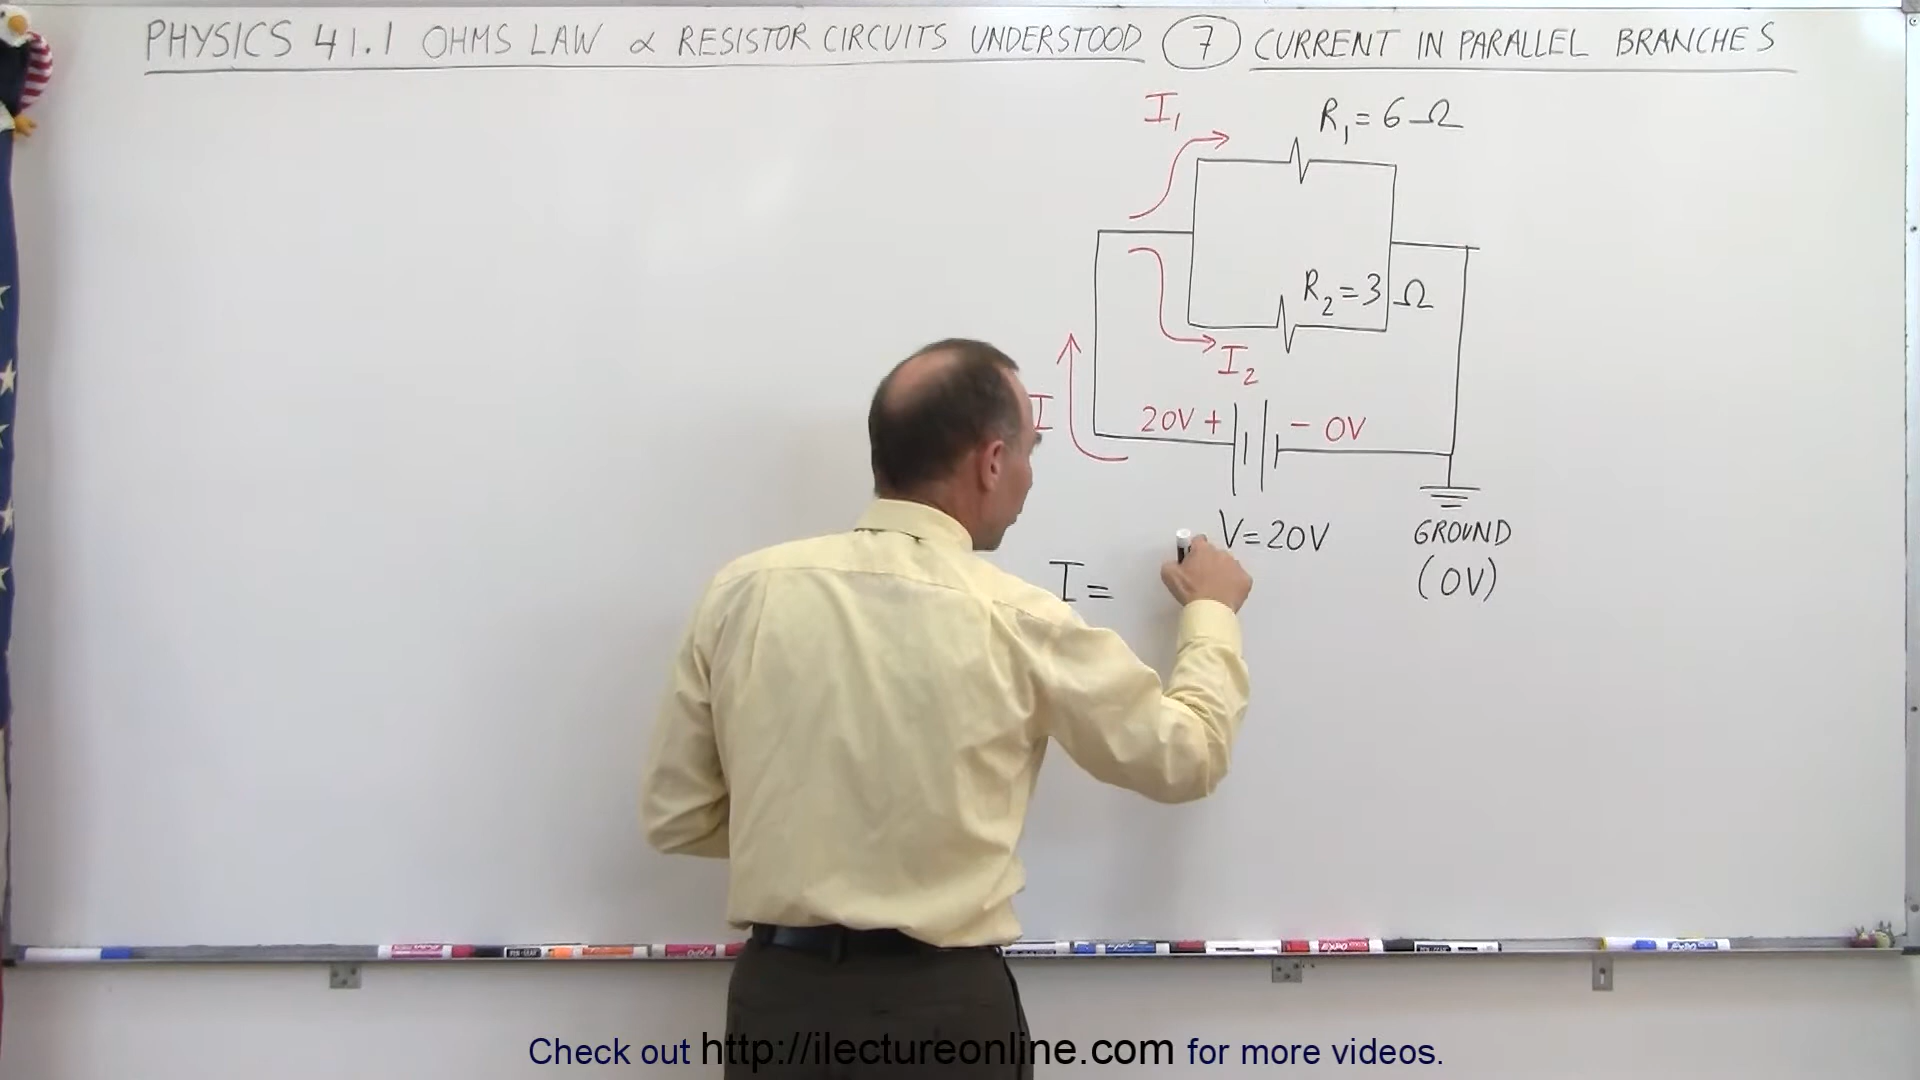 PHYSICS 41.1 OHMS LAW & RESISTOR CIRCUITS UNDERSTOOD 7 CURRENT IN PARALLEL BRANCHES
I₁
R₁ = 6 Ω
R₂ = 3 Ω
I₂
I
20V +
- 0V
V = 20V
GROUND
(0V)
I =
Check out http://ilectureonline.com for more videos.